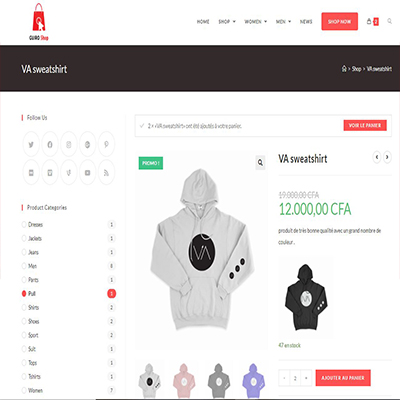 GURO Shop
HOME SHOP WOMEN MEN NEWS SHOP NOW 2
VA sweatshirt
Shop VA sweatshirt
Follow Us
2 × «VA sweatshirt» ont été ajoutés à votre panier.
VOIR LE PANIER
PROMO !
VA
VA sweatshirt
19.000,00 CFA
12.000,00 CFA
produit de très bonne qualité avec un grand nombre de
couleur .
47 en stock
2
AJOUTER AU PANIER
Product Categories
Dresses 1
Jackets 1
Jeans 1
Men 8
Pants 1
Pull 1
Shirts 3
Shoes 2
Sport 2
Suit 1
Tops 1
Tshirts 1
Women 7